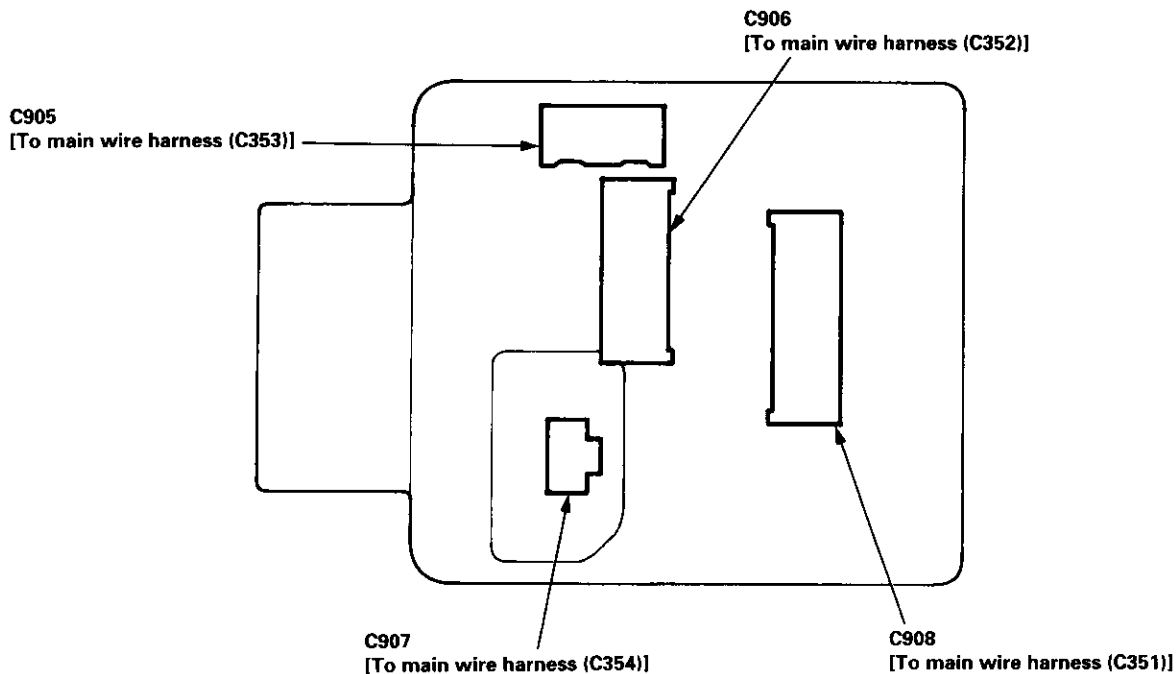 C906
[To main wire harness (C352)]
C905
[To main wire harness (C353)]
C907
[To main wire harness (C354)]
C908
[To main wire harness (C351)]